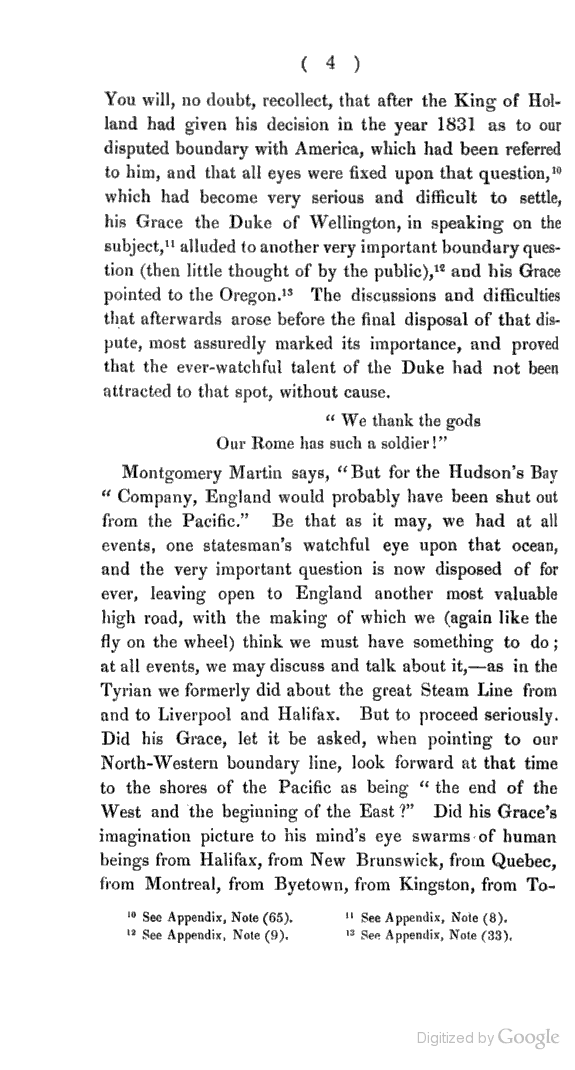 ( 4 )
You will, no doubt, recollect, that after the King of Hol-
land had given his decision in the year 1831 as to our
disputed boundary with America, which had been referred
to him, and that all eyes were fixed upon that question,¹⁰
which had become very serious and difficult to settle,
his Grace the Duke of Wellington, in speaking on the
subject,¹¹ alluded to another very important boundary ques-
tion (then little thought of by the public),¹² and his Grace
pointed to the Oregon.¹³ The discussions and difficulties
that afterwards arose before the final disposal of that dis-
pute, most assuredly marked its importance, and proved
that the ever-watchful talent of the Duke had not been
attracted to that spot, without cause.
“ We thank the gods
Our Rome has such a soldier!”
Montgomery Martin says, “But for the Hudson's Bay
“ Company, England would probably have been shut out
from the Pacific.” Be that as it may, we had at all
events, one statesman's watchful eye upon that ocean,
and the very important question is now disposed of for
ever, leaving open to England another most valuable
high road, with the making of which we (again like the
fly on the wheel) think we must have something to do;
at all events, we may discuss and talk about it,—as in the
Tyrian we formerly did about the great Steam Line from
and to Liverpool and Halifax. But to proceed seriously.
Did his Grace, let it be asked, when pointing to our
North-Western boundary line, look forward at that time
to the shores of the Pacific as being “ the end of the
West and the beginning of the East?” Did his Grace's
imagination picture to his mind's eye swarms of human
beings from Halifax, from New Brunswick, from Quebec,
from Montreal, from Byetown, from Kingston, from To-
¹⁰ See Appendix, Note (65). ¹¹ See Appendix, Note (8).
¹² See Appendix, Note (9). ¹³ See Appendix, Note (33).
Digitized by Google